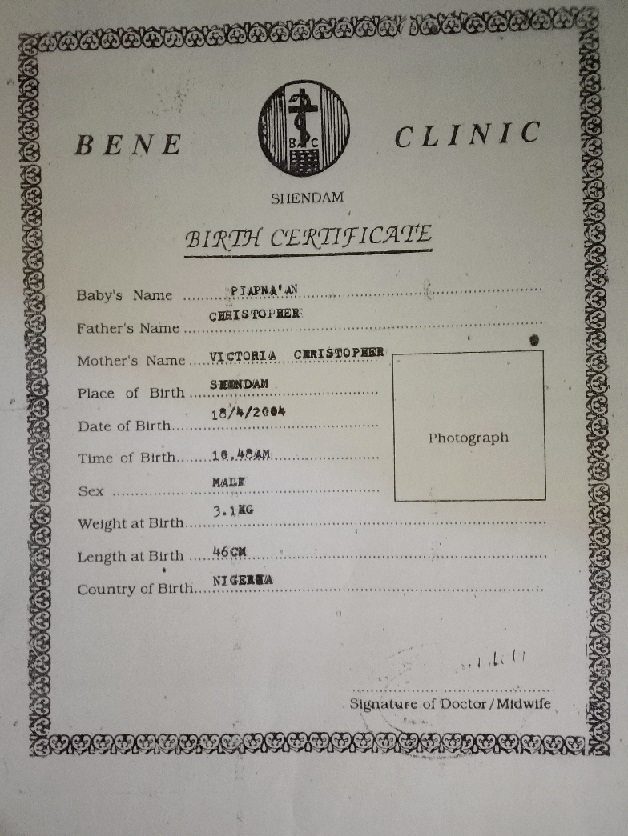 BENE CLINIC
B C
SHENDAM
BIRTH CERTIFICATE
Baby's Name PIAPNA'AN
Father's Name CHRISTOPHER
Mother's Name VICTORIA CHRISTOPHER
Place of Birth SHENDAM
Date of Birth 18/4/2004
Time of Birth
Sex MALE
Weight at Birth 3.1KG
Length at Birth 46CM
Country of Birth NIGERIA
Photograph
Signature of Doctor/Midwife